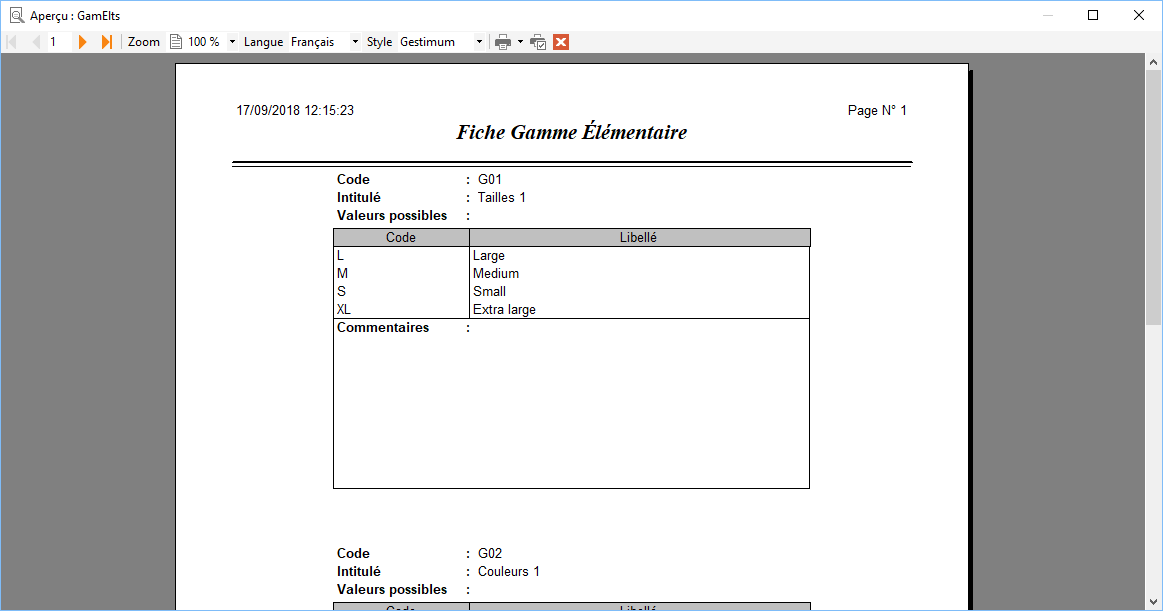 Aperçu : GamElts
1 Zoom 100 % Langue Français Style Gestimum
17/09/2018 12:15:23 Page N° 1
Fiche Gamme Élémentaire
Code : G01
Intitulé : Tailles 1
Valeurs possibles :
Code Libellé
L Large
M Medium
S Small
XL Extra large
Commentaires :
Code : G02
Intitulé : Couleurs 1
Valeurs possibles :
Code Libellé